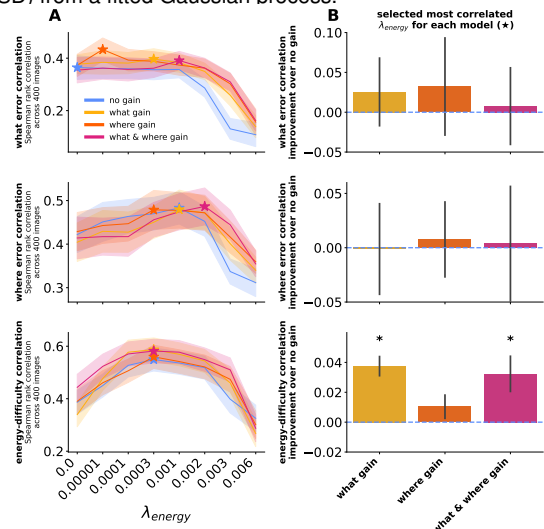 SD) from a fitted Gaussian process.
A
what error correlation
Spearman rank correlation
across 400 images
0.4
0.2
no gain
what gain
where gain
what & where gain
where error correlation
Spearman rank correlation
across 400 images
0.5
0.4
0.3
energy-difficulty correlation
Spearman rank correlation
across 400 images
0.6
0.4
0.2
0.0
0.00001
0.0001
0.0003
0.001
0.002
0.003
0.006
λenergy
B
selected most correlated
λenergy for each model (★)
what error correlation
improvement over no gain
0.10
0.05
0.00
−0.05
where error correlation
improvement over no gain
0.05
0.00
−0.05
energy-difficulty correlation
improvement over no gain
0.06
0.04
0.02
0.00
−0.02
*
*
what gain
where gain
what & where gain